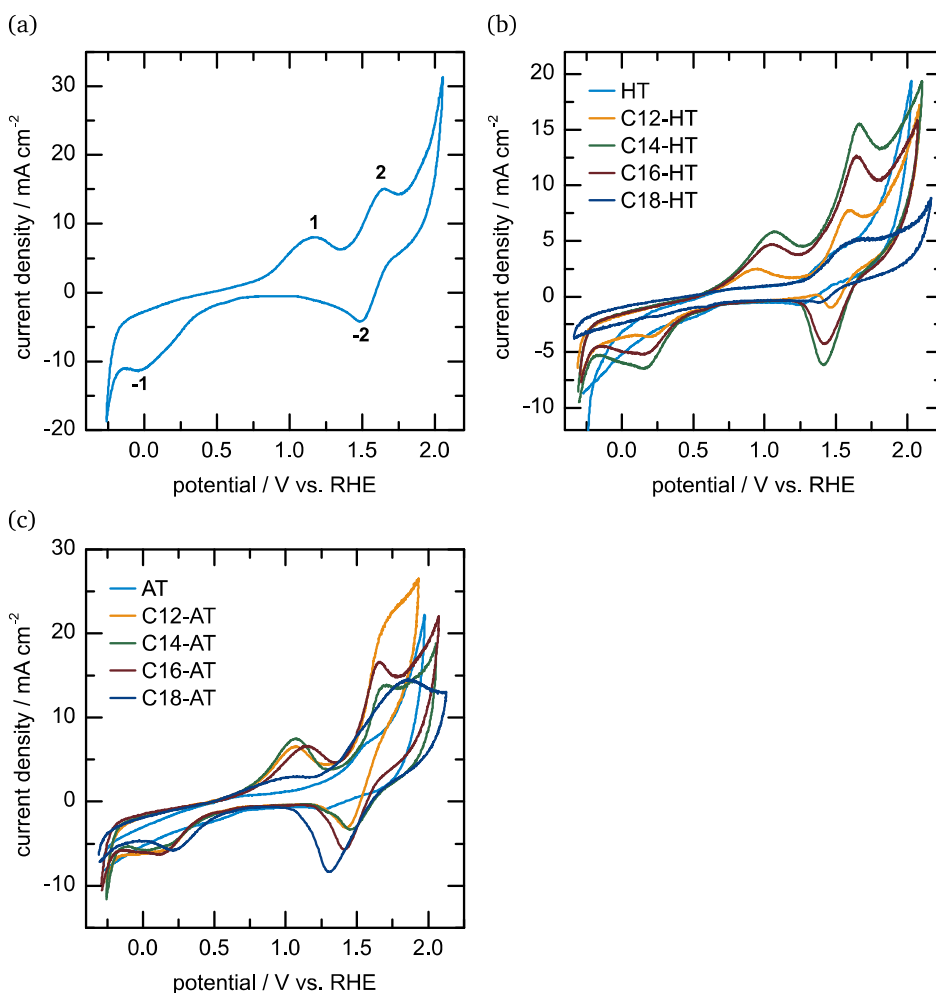 (a)
30
20
10
0
-10
-20
current density / mA cm⁻²
1
2
-1
-2
0.0 0.5 1.0 1.5 2.0
potential / V vs. RHE
(b)
20
15
10
5
0
-5
-10
current density / mA cm⁻²
HT
C12-HT
C14-HT
C16-HT
C18-HT
0.0 0.5 1.0 1.5 2.0
potential / V vs. RHE
(c)
30
20
10
0
-10
current density / mA cm⁻²
AT
C12-AT
C14-AT
C16-AT
C18-AT
0.0 0.5 1.0 1.5 2.0
potential / V vs. RHE